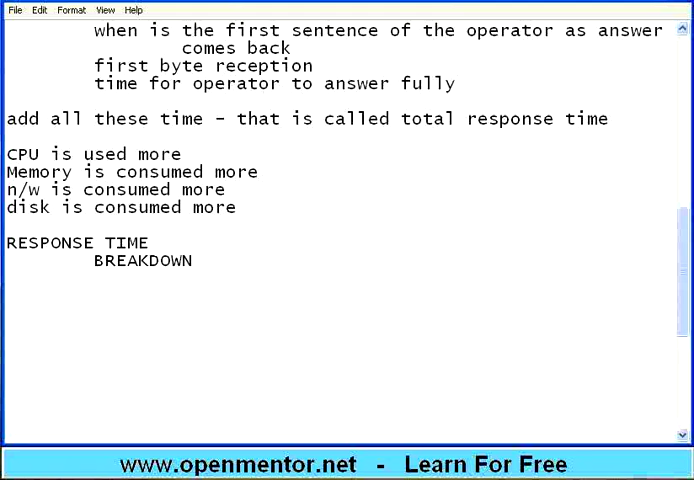 File Edit Format View Help
when is the first sentence of the operator as answer
comes back
first byte reception
time for operator to answer fully
add all these time - that is called total response time
CPU is used more
Memory is consumed more
n/w is consumed more
disk is consumed more
RESPONSE TIME
BREAKDOWN
www.openmentor.net - Learn For Free